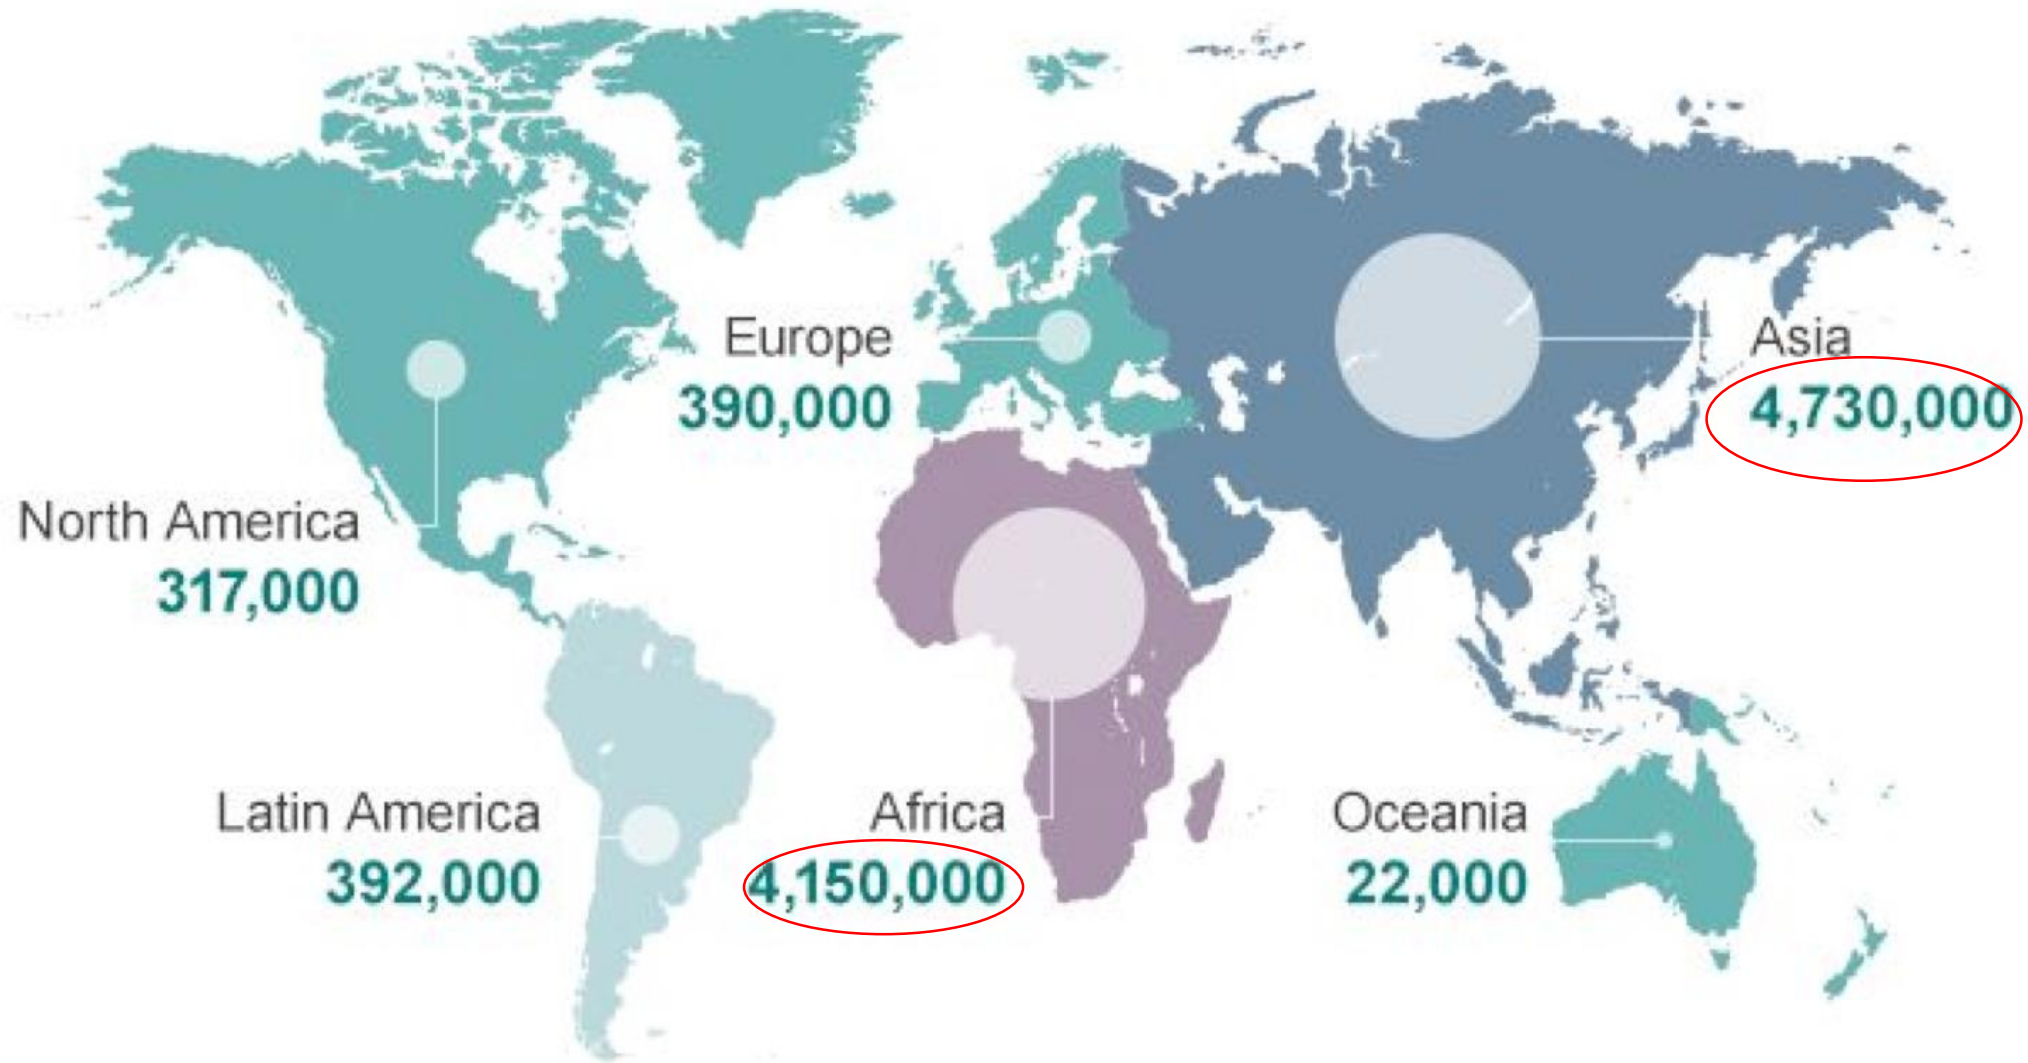 Europe
390,000
Asia
4,730,000
North America
317,000
Latin America
392,000
Africa
4,150,000
Oceania
22,000